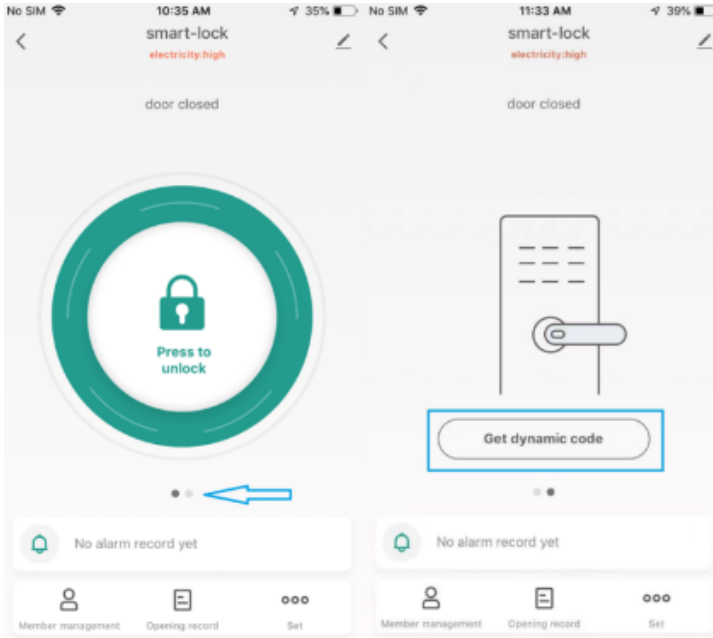 No SIM 10:35 AM 35%
smart-lock
electricity:high
door closed
Press to
unlock
No alarm record yet
Member management Opening record Set
No SIM 11:33 AM 39%
smart-lock
electricity:high
door closed
Get dynamic code
No alarm record yet
Member management Opening record Set